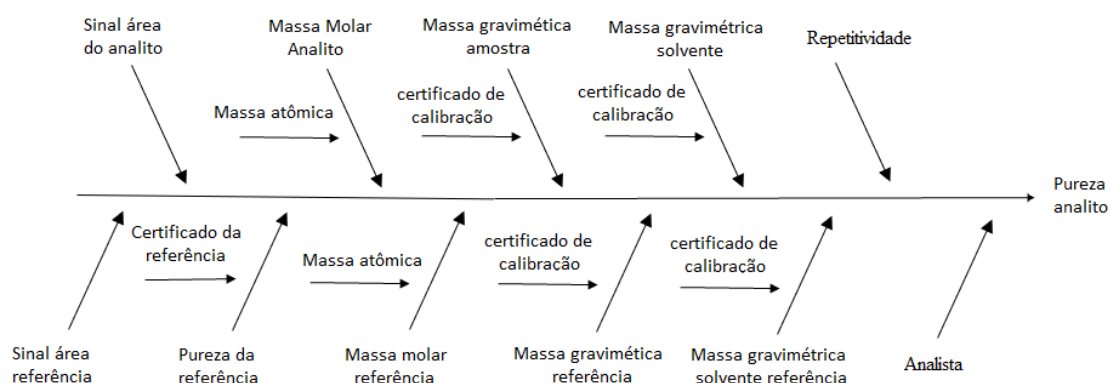 Sinal área
do analito
Massa Molar
Analito
Massa gravimética
amostra
Massa gravimétrica
solvente
Repetitividade
Massa atômica
certificado de
calibração
certificado de
calibração
Pureza
analito
Certificado da
referência
Massa atômica
certificado de
calibração
certificado de
calibração
Sinal área
referência
Pureza da
referência
Massa molar
referência
Massa gravimética
referência
Massa gravimétrica
solvente referência
Analista